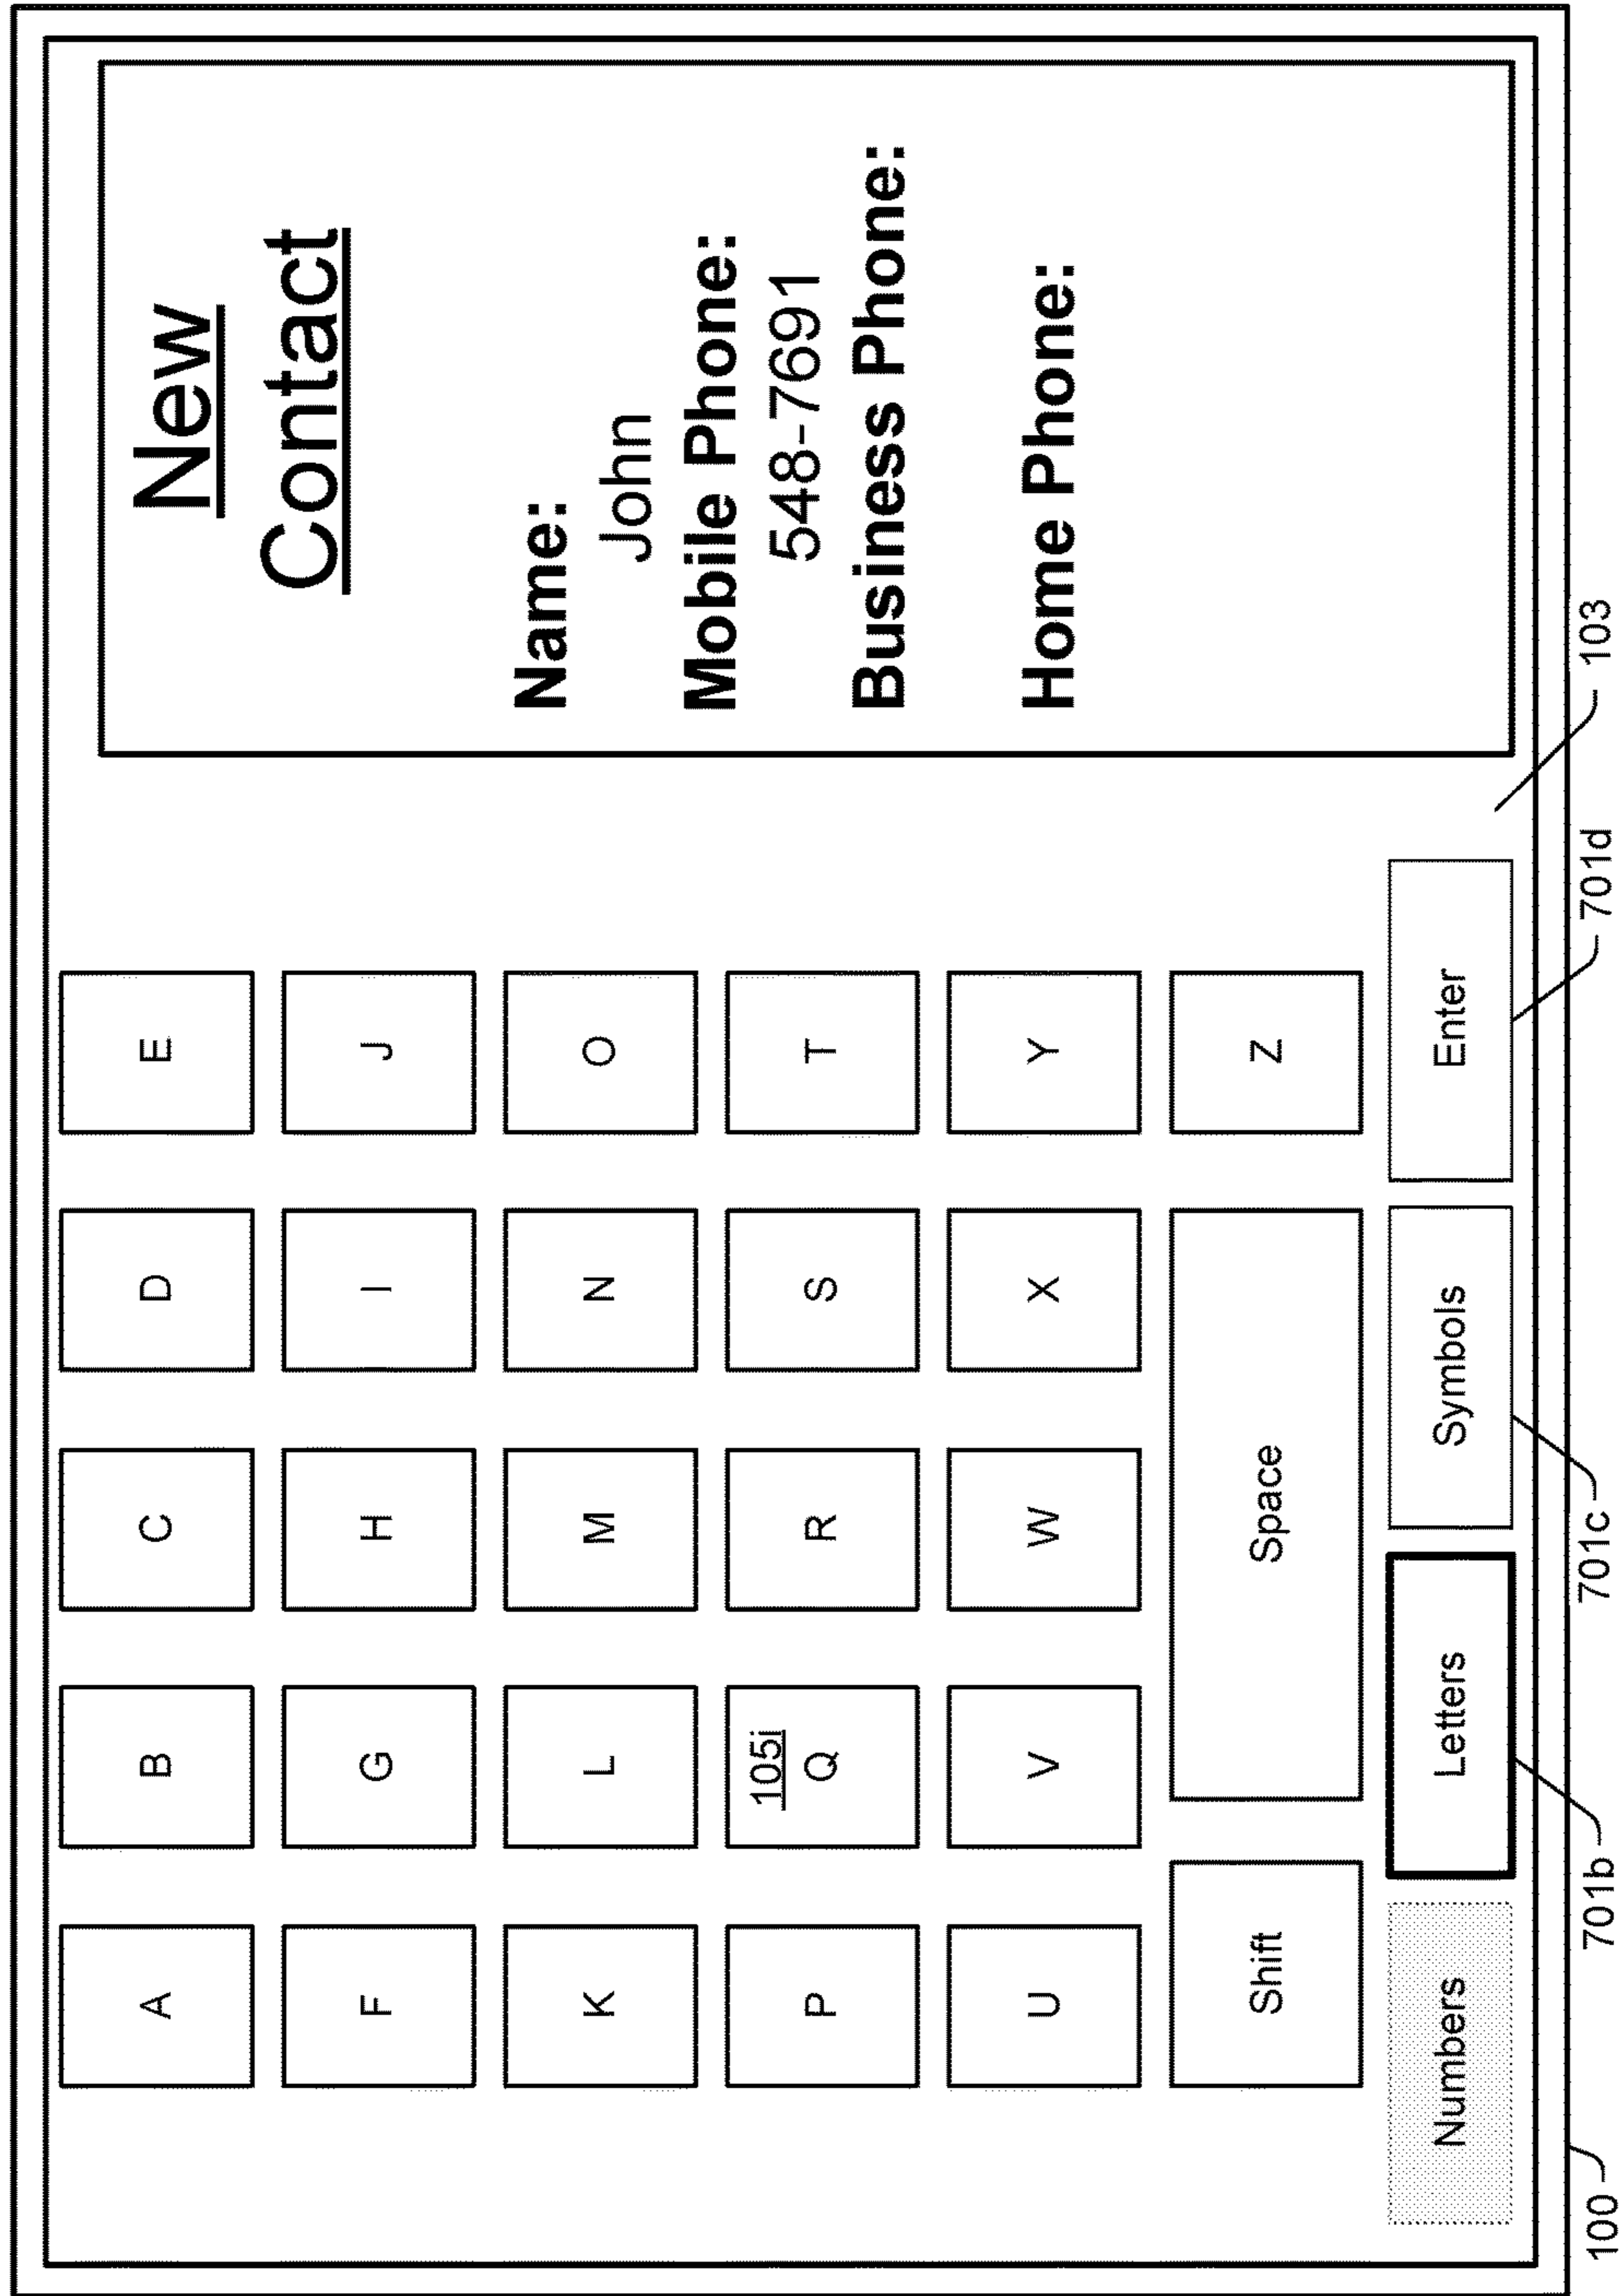 A B C D E
F G H I J
K L M N O
105i
P Q R S T
U V W X Y
Shift Space Z
Numbers Letters Symbols Enter
New
Contact
Name:
John
Mobile Phone:
548-7691
Business Phone:
Home Phone:
100 701b 701c 701d 103